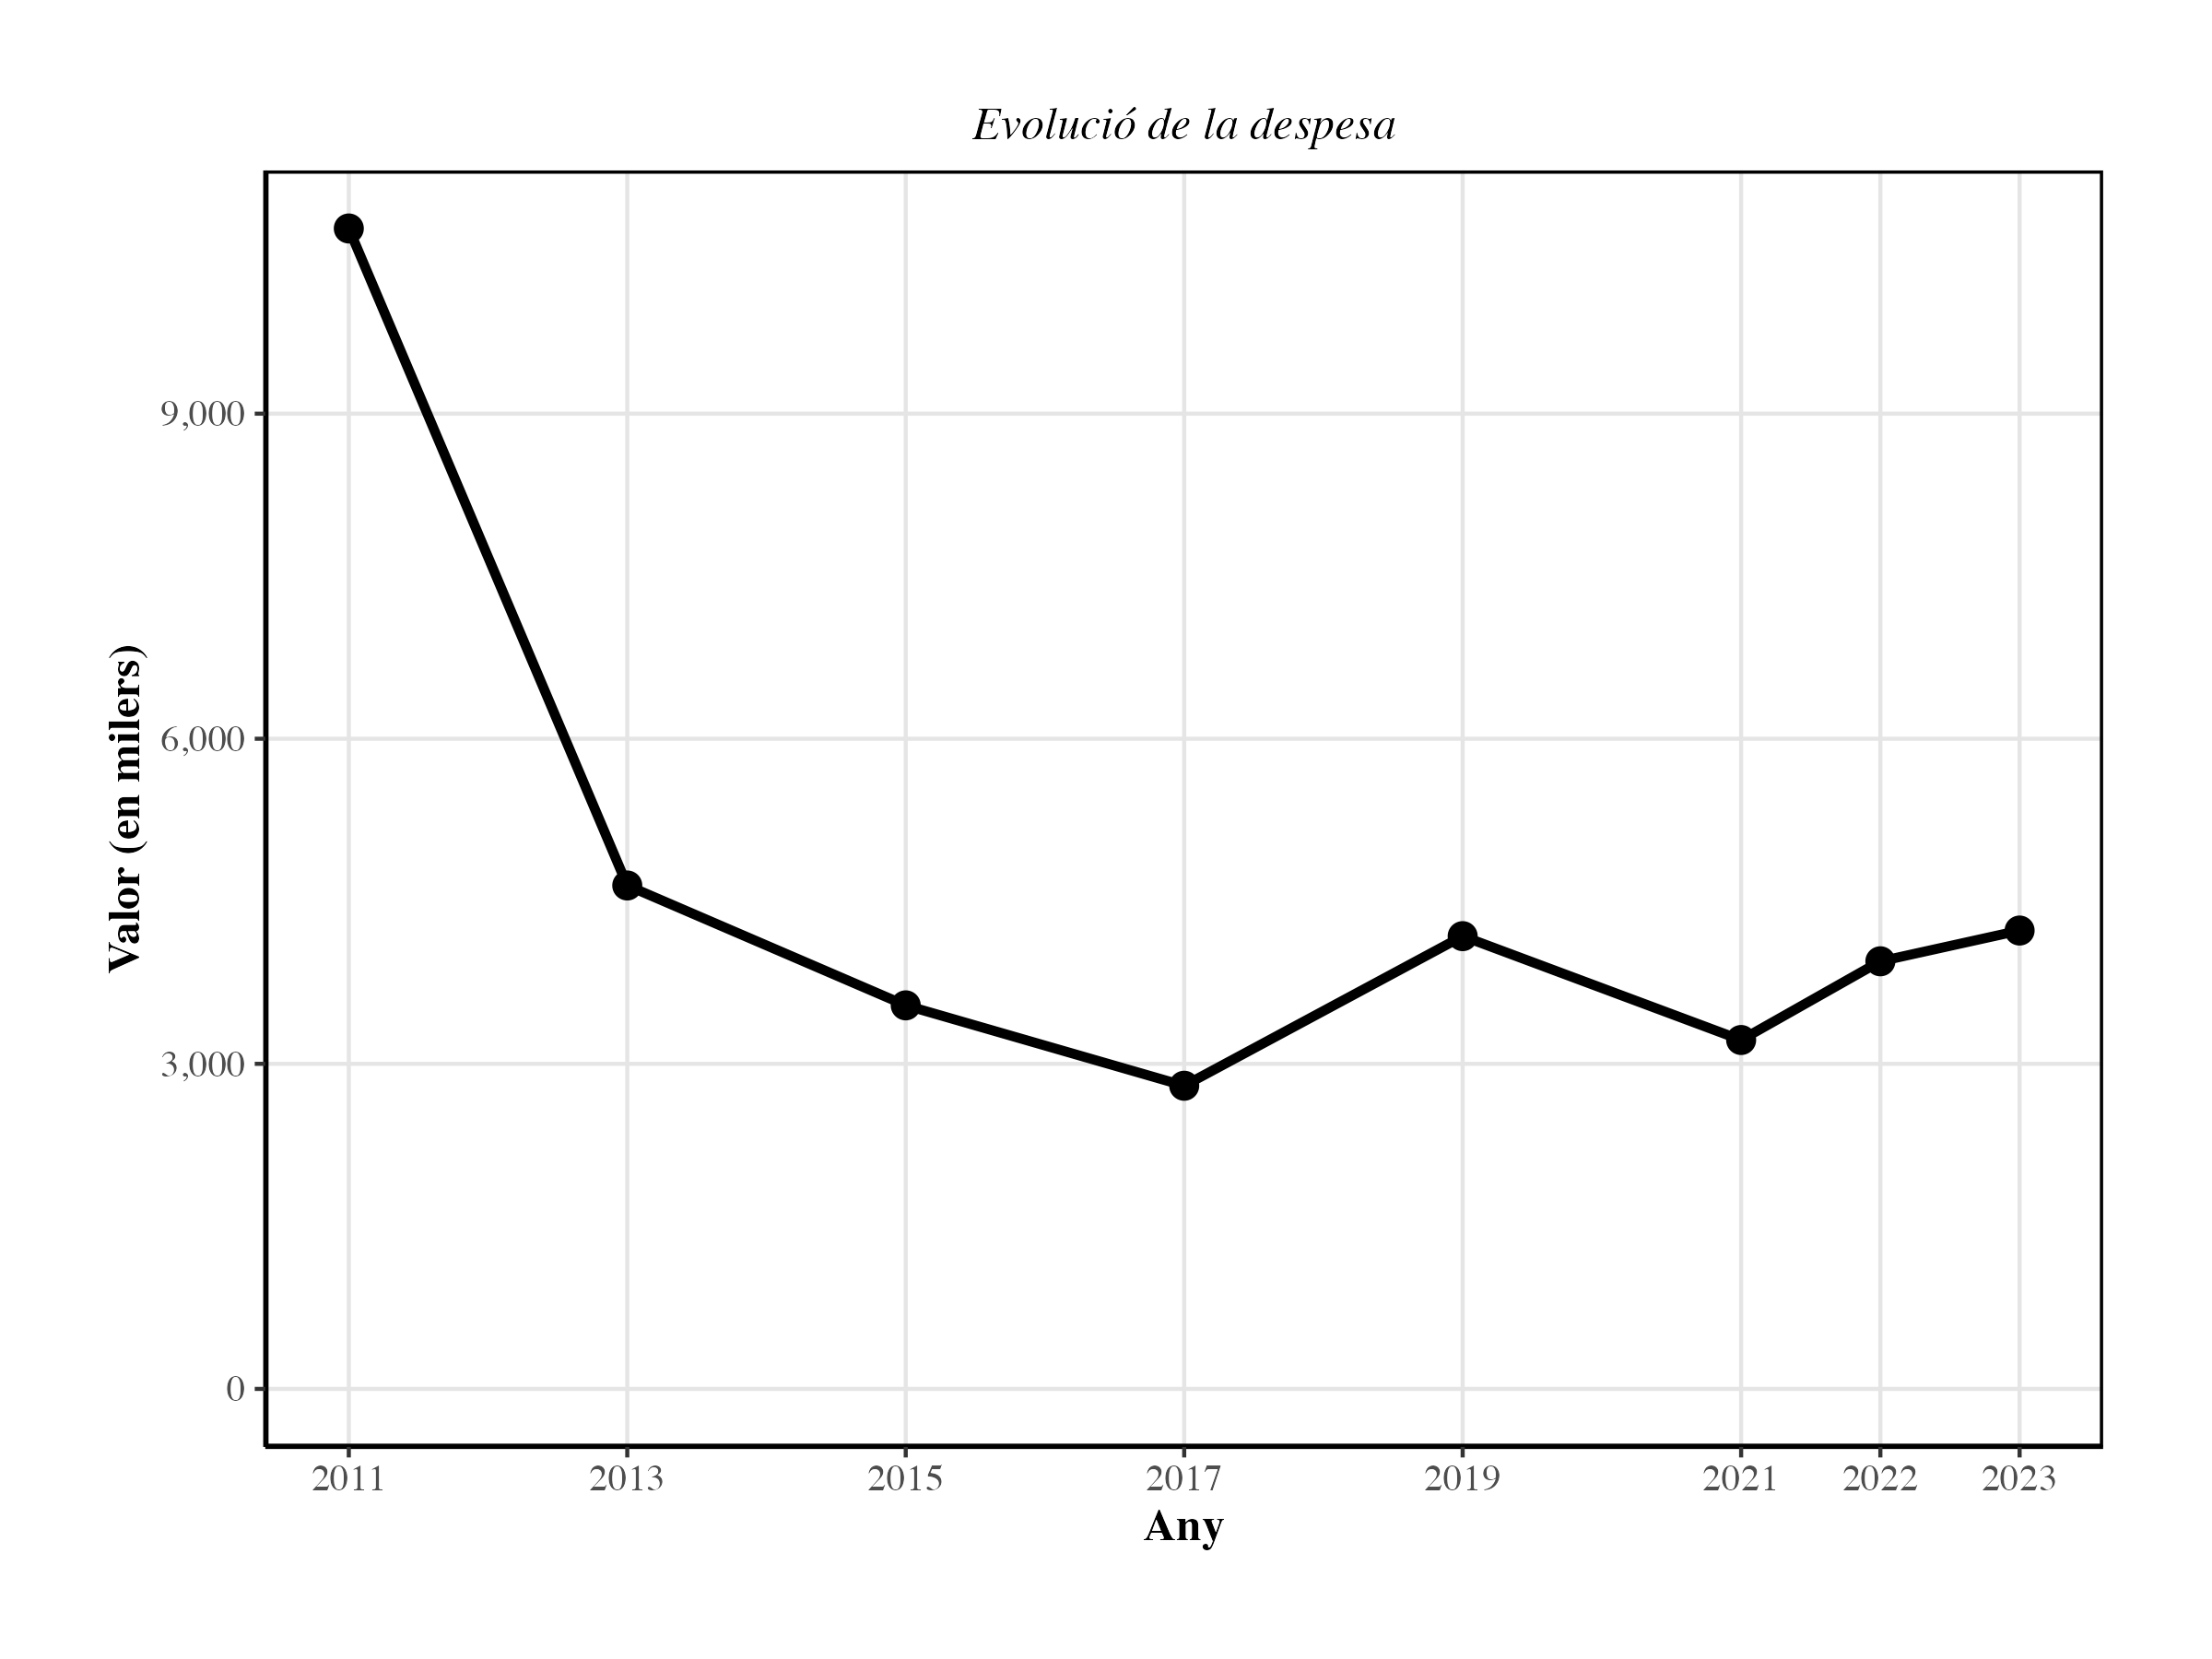 Evolució de la despesa
Valor (en milers)
9,000
6,000
3,000
0
2011 2013 2015 2017 2019 2021 2022 2023
Any